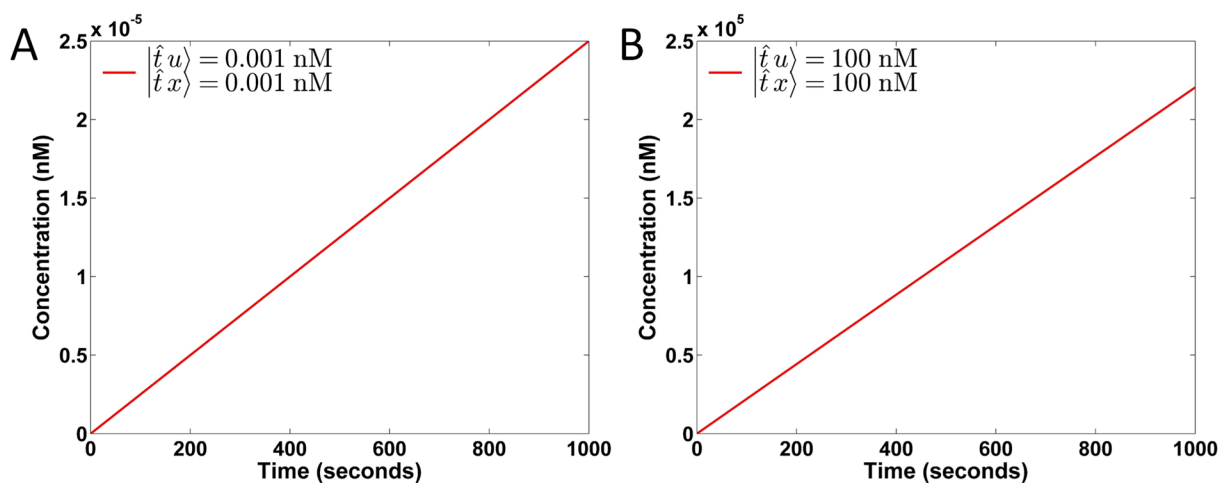 A
x 10⁻⁵
2.5
2
1.5
1
0.5
0
|t̂ u⟩ = 0.001 nM
|t̂ x⟩ = 0.001 nM
Concentration (nM)
0 200 400 600 800 1000
Time (seconds)
B
x 10⁵
2.5
2
1.5
1
0.5
0
|t̂ u⟩ = 100 nM
|t̂ x⟩ = 100 nM
Concentration (nM)
0 200 400 600 800 1000
Time (seconds)